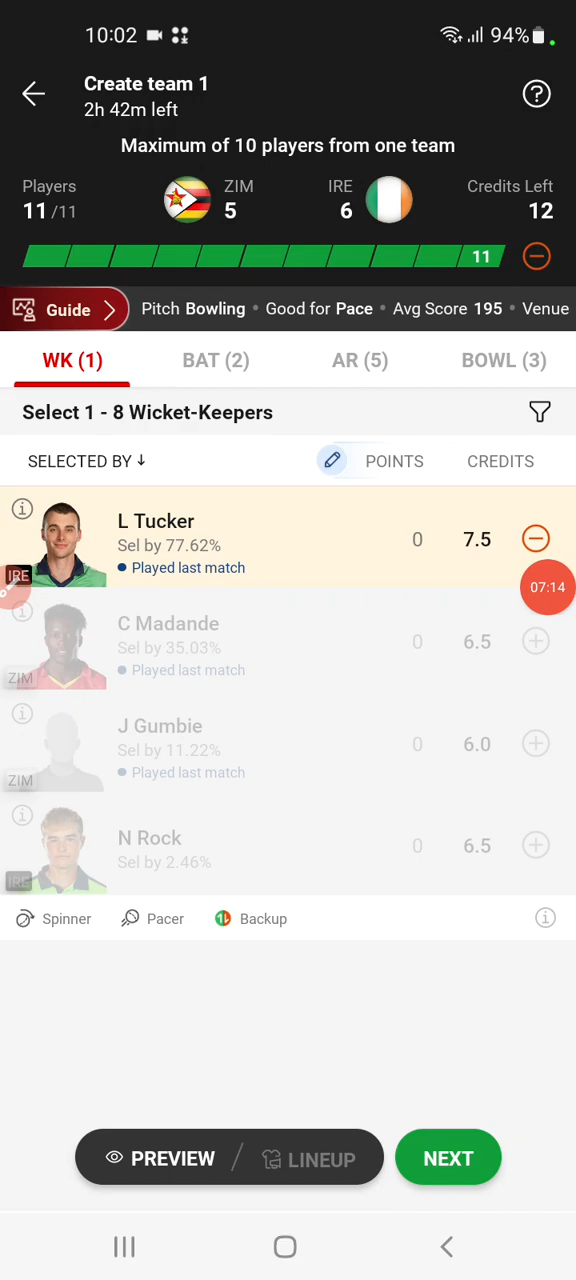 10:02 94%
Create team 1
2h 42m left
Maximum of 10 players from one team
Players ZIM IRE Credits Left
11/11 5 6 12
11
Guide Pitch Bowling • Good for Pace • Avg Score 195 • Venue
WK (1) BAT (2) AR (5) BOWL (3)
Select 1 - 8 Wicket-Keepers
SELECTED BY ↓ POINTS CREDITS
L Tucker
Sel by 77.62% 0 7.5
• Played last match
IRE
07:14
C Madande
Sel by 35.03% 0 6.5
• Played last match
ZIM
J Gumbie
Sel by 11.22% 0 6.0
• Played last match
ZIM
N Rock
Sel by 2.46% 0 6.5
IRE
Spinner Pacer Backup
PREVIEW / LINEUP NEXT